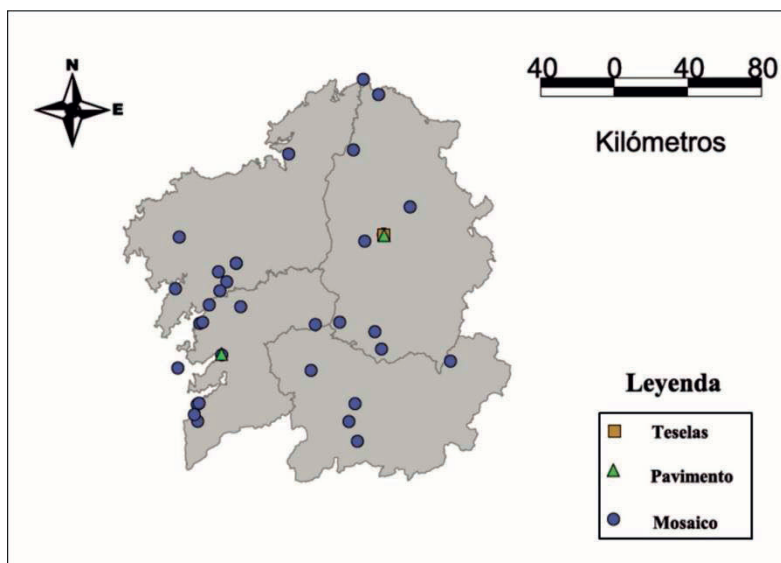 N
E
40 0 40 80
Kilómetros
Leyenda
Teselas
Pavimento
Mosaico